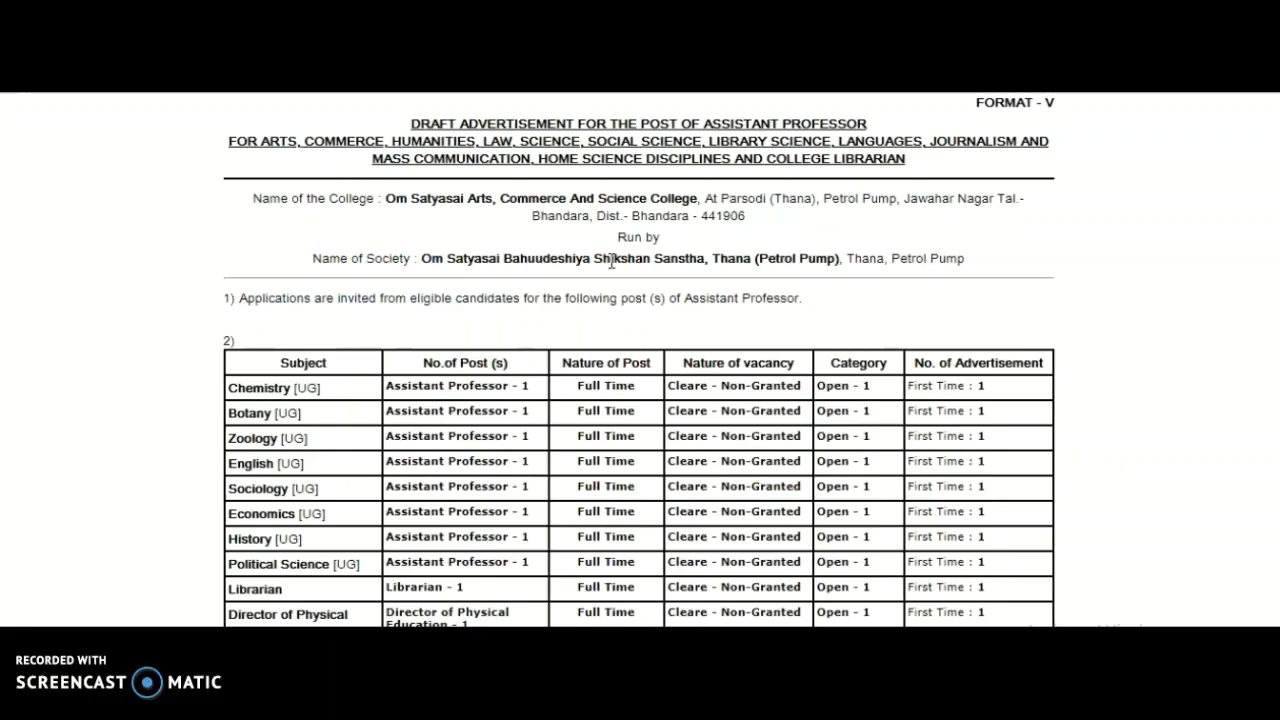 FORMAT - V
DRAFT ADVERTISEMENT FOR THE POST OF ASSISTANT PROFESSOR
FOR ARTS, COMMERCE, HUMANITIES, LAW, SCIENCE, SOCIAL SCIENCE, LIBRARY SCIENCE, LANGUAGES, JOURNALISM AND
MASS COMMUNICATION, HOME SCIENCE DISCIPLINES AND COLLEGE LIBRARIAN
Name of the College : Om Satyasai Arts, Commerce And Science College, At Parsodi (Thana), Petrol Pump, Jawahar Nagar Tal.-
Bhandara, Dist.- Bhandara - 441906
Run by
Name of Society : Om Satyasai Bahuudeshiya Shikshan Sanstha, Thana (Petrol Pump), Thana, Petrol Pump
1) Applications are invited from eligible candidates for the following post (s) of Assistant Professor.
2)
Subject No.of Post (s) Nature of Post Nature of vacancy Category No. of Advertisement
Chemistry [UG] Assistant Professor - 1 Full Time Cleare - Non-Granted Open - 1 First Time : 1
Botany [UG] Assistant Professor - 1 Full Time Cleare - Non-Granted Open - 1 First Time : 1
Zoology [UG] Assistant Professor - 1 Full Time Cleare - Non-Granted Open - 1 First Time : 1
English [UG] Assistant Professor - 1 Full Time Cleare - Non-Granted Open - 1 First Time : 1
Sociology [UG] Assistant Professor - 1 Full Time Cleare - Non-Granted Open - 1 First Time : 1
Economics [UG] Assistant Professor - 1 Full Time Cleare - Non-Granted Open - 1 First Time : 1
History [UG] Assistant Professor - 1 Full Time Cleare - Non-Granted Open - 1 First Time : 1
Political Science [UG] Assistant Professor - 1 Full Time Cleare - Non-Granted Open - 1 First Time : 1
Librarian Librarian - 1 Full Time Cleare - Non-Granted Open - 1 First Time : 1
Director of Physical Director of Physical Full Time Cleare - Non-Granted Open - 1 First Time : 1
Education - 1
RECORDED WITH
SCREENCAST MATIC